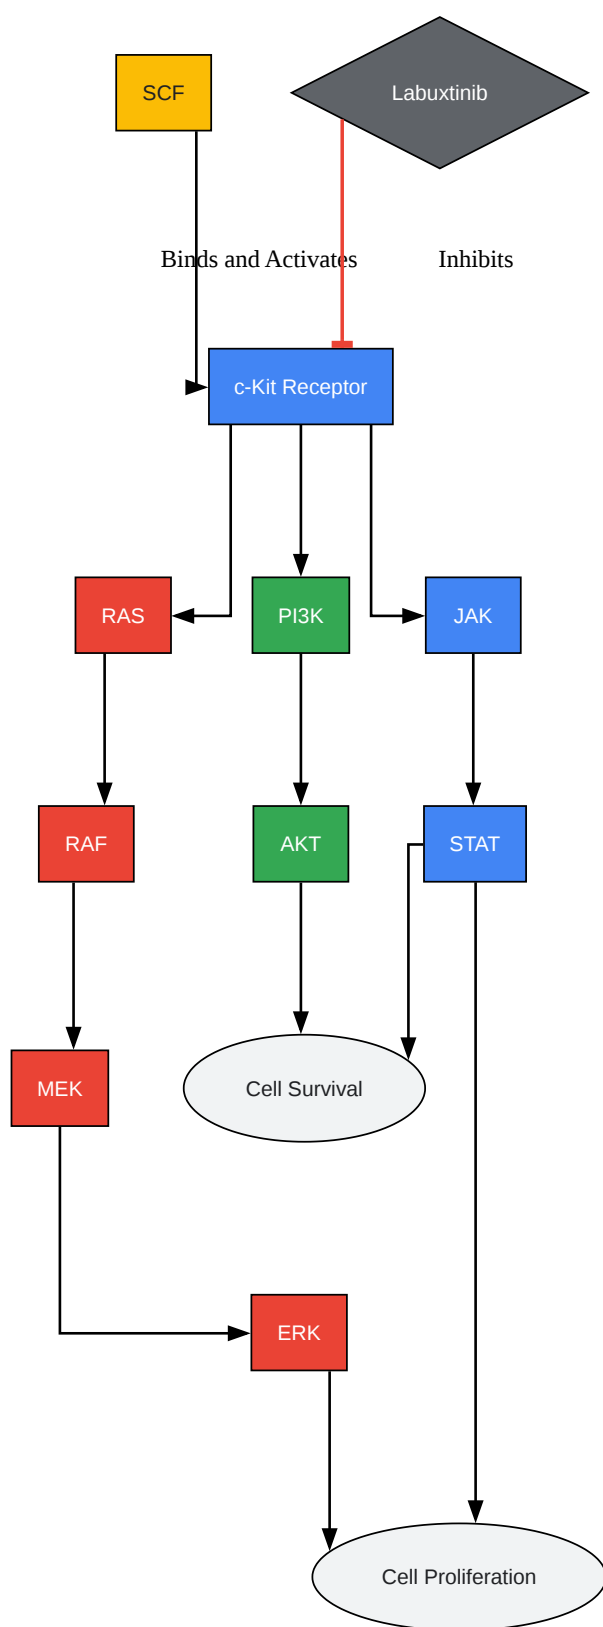 SCF
Labuxtinib
Binds and Activates
Inhibits
c-Kit Receptor
RAS
PI3K
JAK
RAF
AKT
STAT
MEK
Cell Survival
ERK
Cell Proliferation